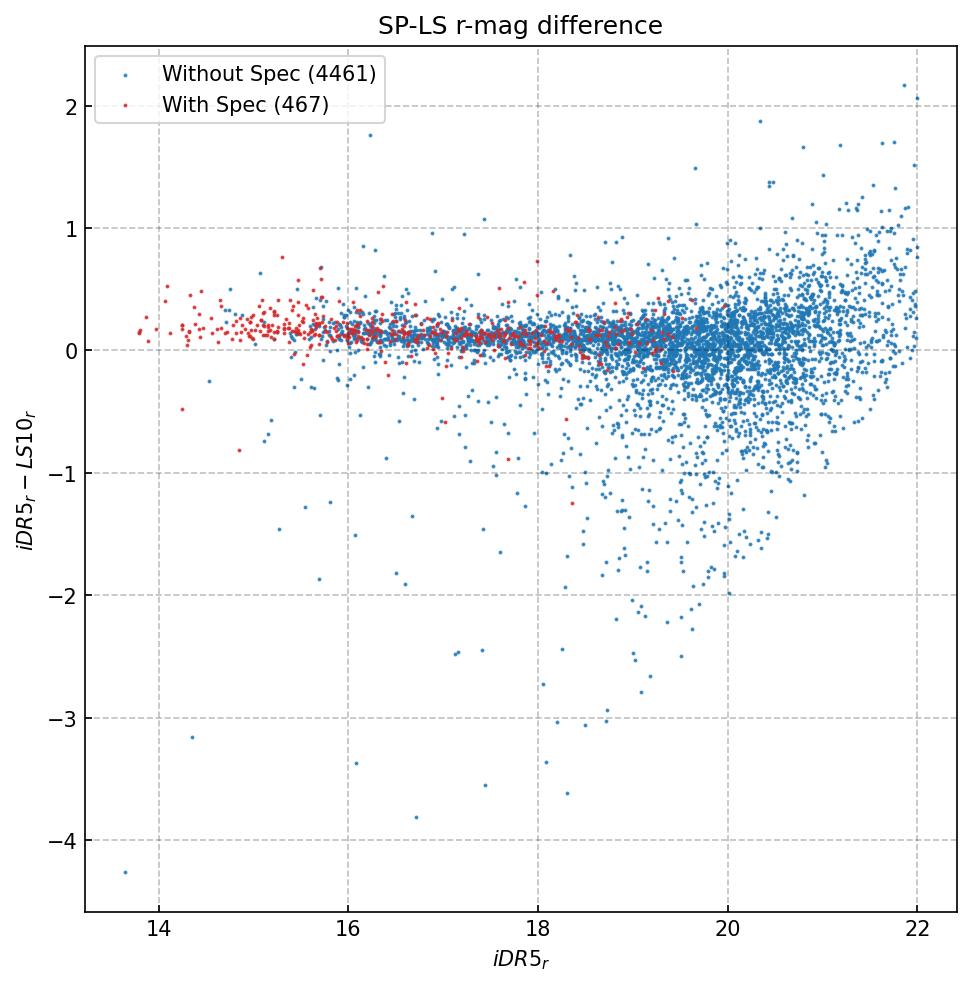 SP-LS r-mag difference
Without Spec (4461)
With Spec (467)
2
1
0
−1
−2
−3
−4
iDR5r − LS10r
14
16
18
20
22
iDR5r